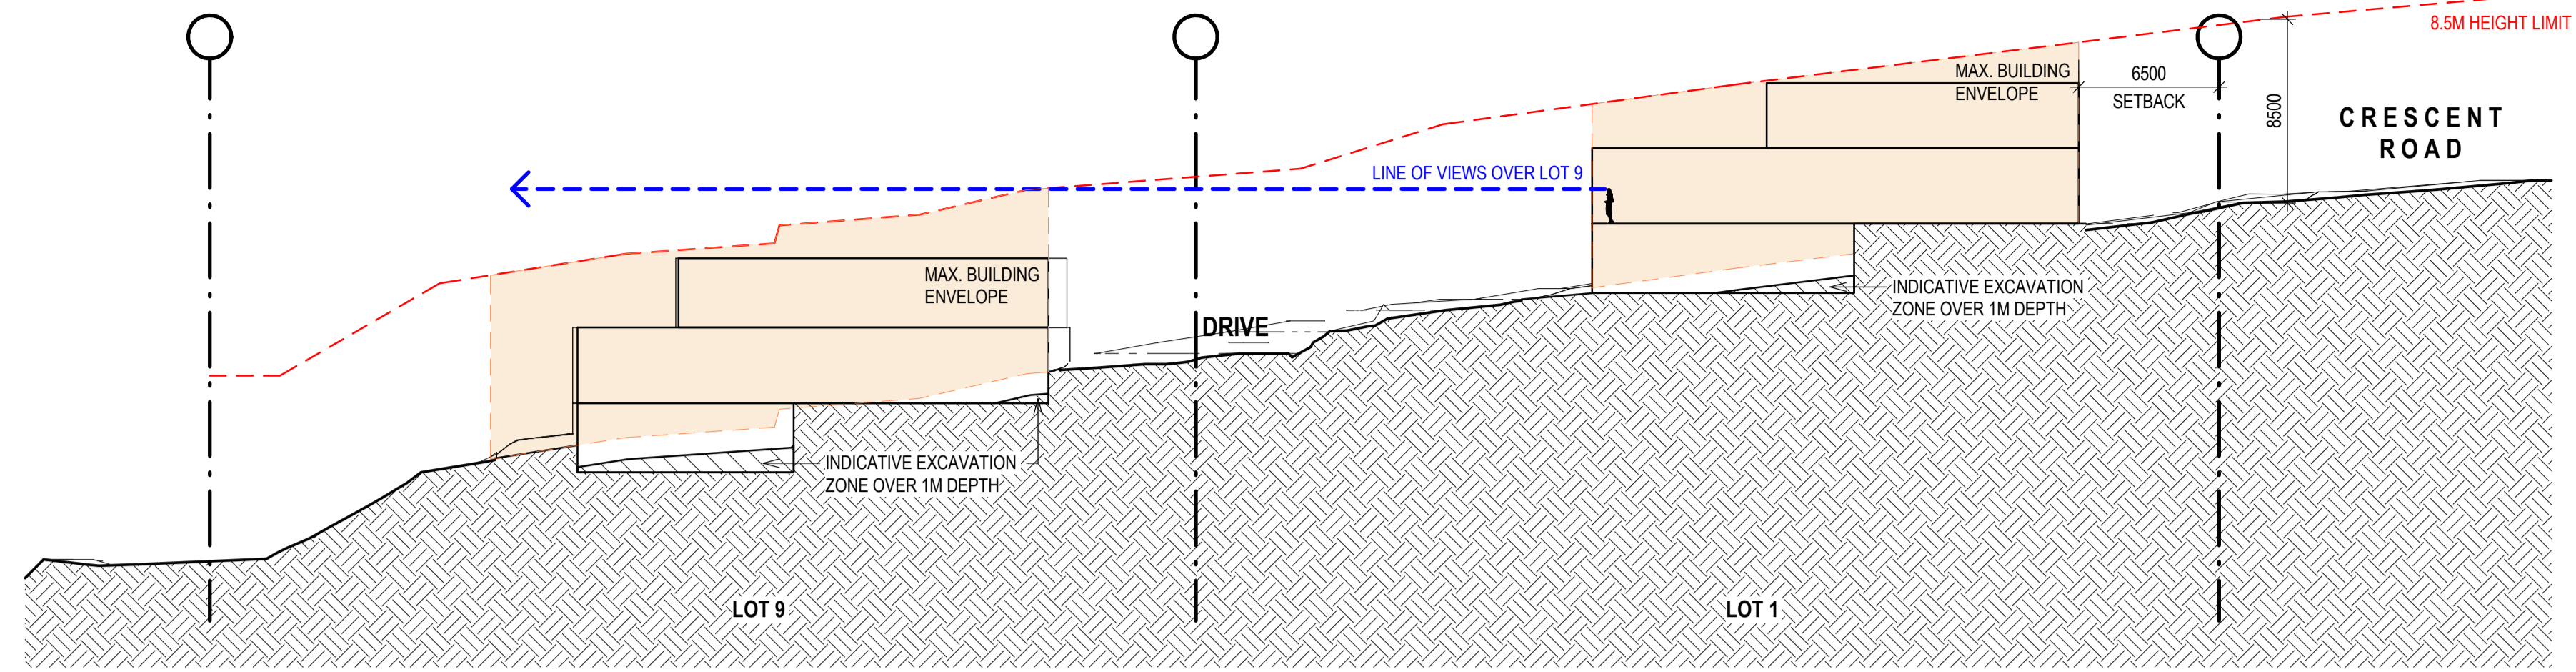 8.5M HEIGHT LIMIT
MAX. BUILDING
ENVELOPE
6500
SETBACK
8500
CRESCENT
ROAD
LINE OF VIEWS OVER LOT 9
MAX. BUILDING
ENVELOPE
INDICATIVE EXCAVATION
ZONE OVER 1M DEPTH
DRIVE
INDICATIVE EXCAVATION
ZONE OVER 1M DEPTH
LOT 9
LOT 1